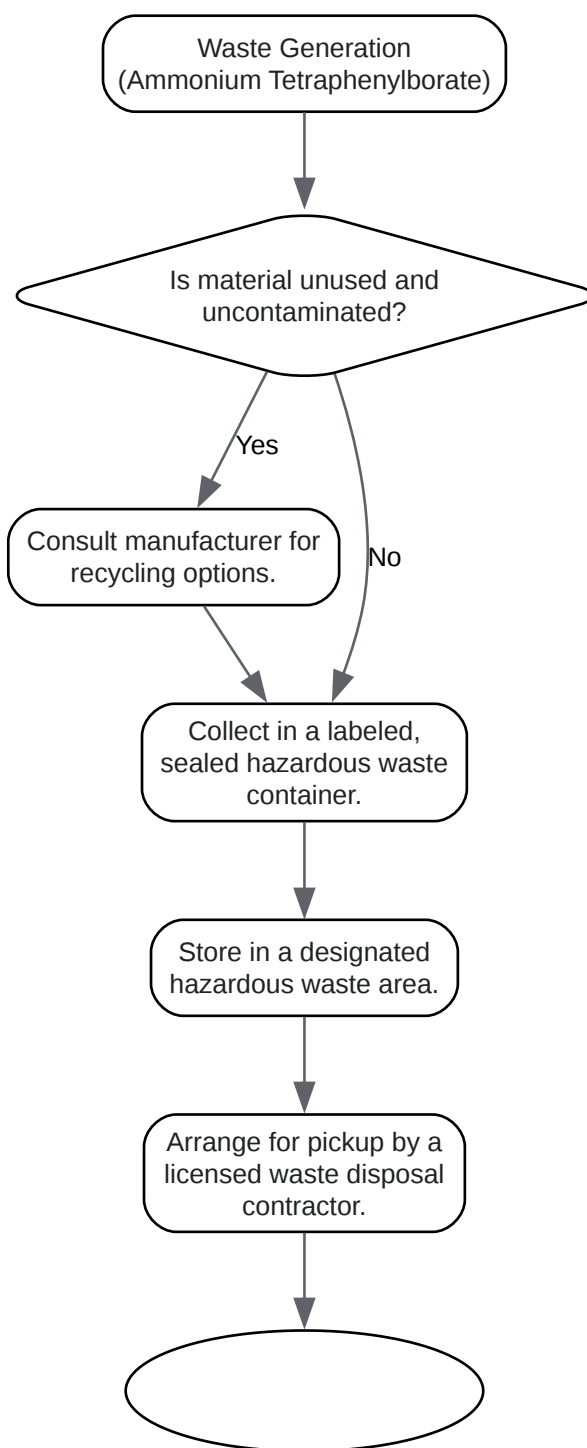 Waste Generation
(Ammonium Tetraphenylborate)
Is material unused and
uncontaminated?
Yes
Consult manufacturer for
recycling options.
No
Collect in a labeled,
sealed hazardous waste
container.
Store in a designated
hazardous waste area.
Arrange for pickup by a
licensed waste disposal
contractor.